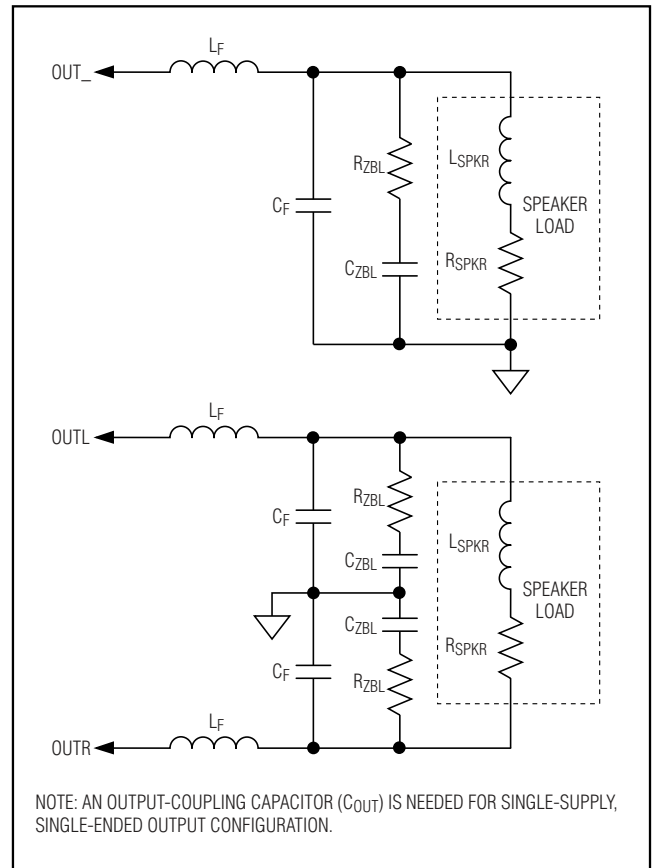 LF
OUT_
LSPKR
RZBL
SPEAKER
LOAD
CF
RSPKR
CZBL
LF
OUTL
RZBL
CF
LSPKR
CZBL
SPEAKER
LOAD
CZBL
RSPKR
CF
RZBL
LF
OUTR
NOTE: AN OUTPUT-COUPLING CAPACITOR (COUT) IS NEEDED FOR SINGLE-SUPPLY,
SINGLE-ENDED OUTPUT CONFIGURATION.